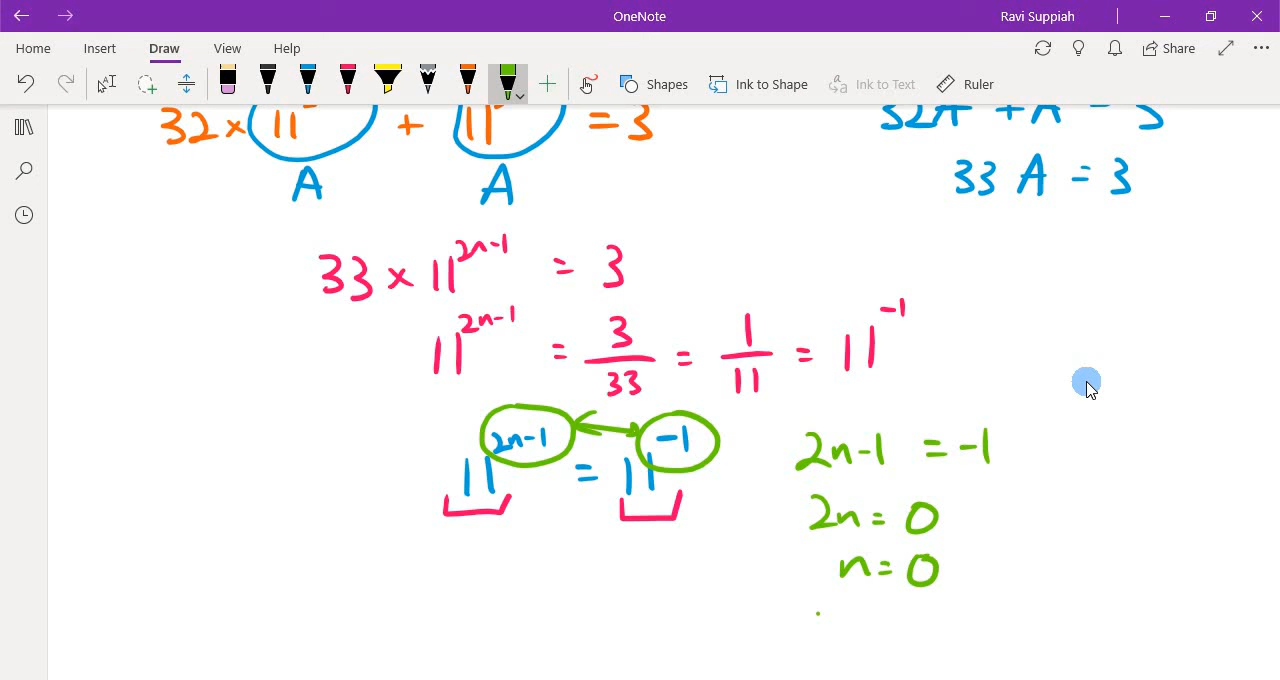 OneNote
Ravi Suppiah
Home Insert Draw View Help
Share
Shapes Ink to Shape Ink to Text Ruler
32 × 11 + 11 = 3
32A + A = 3
A A
33 A = 3
33 × 11^{2n-1} = 3
11^{2n-1} = 3/33 = 1/11 = 11^{-1}
11^{2n-1} = 11^{-1}
2n-1 = -1
2n = 0
n = 0